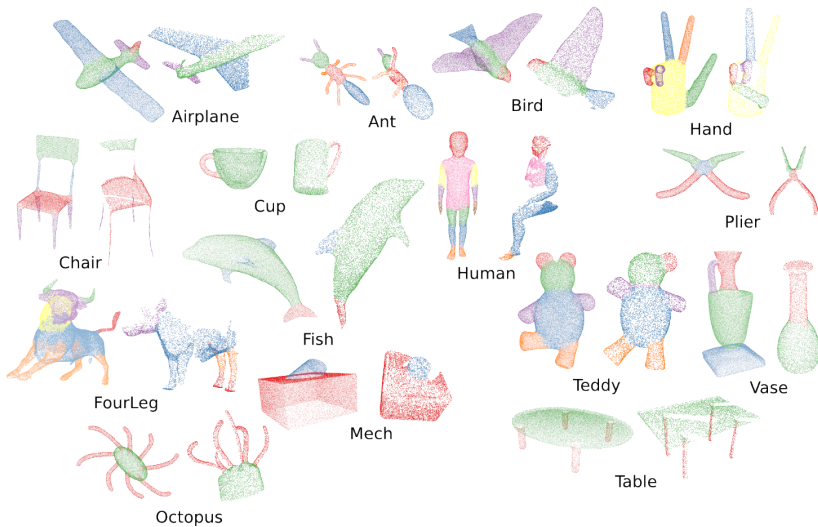 Airplane
Ant
Bird
Hand
Chair
Cup
Human
Plier
Fish
FourLeg
Mech
Teddy
Vase
Octopus
Table